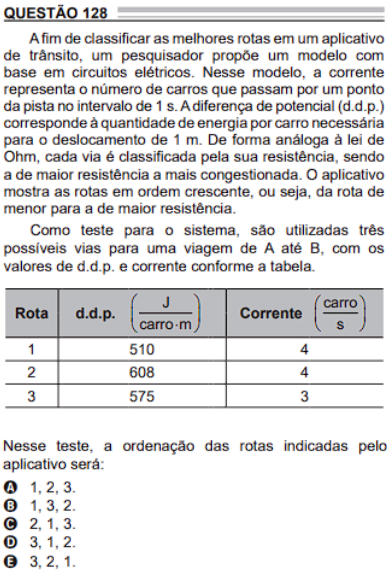 QUESTÃO 128
A fim de classificar as melhores rotas em um aplicativo
de trânsito, um pesquisador propõe um modelo com
base em circuitos elétricos. Nesse modelo, a corrente
representa o número de carros que passam por um ponto
da pista no intervalo de 1 s. A diferença de potencial (d.d.p.)
corresponde à quantidade de energia por carro necessária
para o deslocamento de 1 m. De forma análoga à lei de
Ohm, cada via é classificada pela sua resistência, sendo
a de maior resistência a mais congestionada. O aplicativo
mostra as rotas em ordem crescente, ou seja, da rota de
menor para a de maior resistência.
Como teste para o sistema, são utilizadas três
possíveis vias para uma viagem de A até B, com os
valores de d.d.p. e corrente conforme a tabela.
Rota d.d.p. (J/carro·m) Corrente (carro/s)
1 510 4
2 608 4
3 575 3
Nesse teste, a ordenação das rotas indicadas pelo
aplicativo será:
A 1, 2, 3.
B 1, 3, 2.
C 2, 1, 3.
D 3, 1, 2.
E 3, 2, 1.